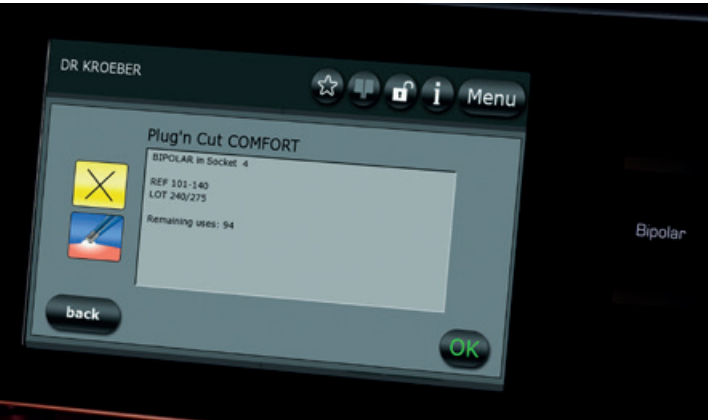 DR KROEBER
Menu
Plug'n Cut COMFORT
BIPOLAR in Socket 4
REF 101-140
LOT 240/275
Remaining uses: 94
back
OK
Bipolar